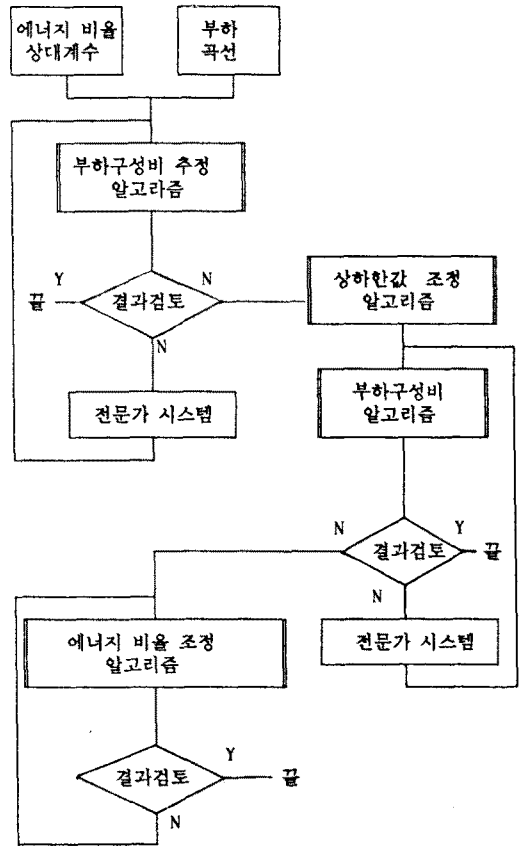 에너지 비율
상대계수
부하
곡선
부하구성비 추정
알고라즘
Y
N
끝
결과검토
N
전문가 시스템
상하한값 조정
알고리즘
부하구성비
알고리즘
N
Y
결과검토
끝
N
전문가 시스템
에너지 비율 조정
알고리즘
Y
결과검토
끝
N